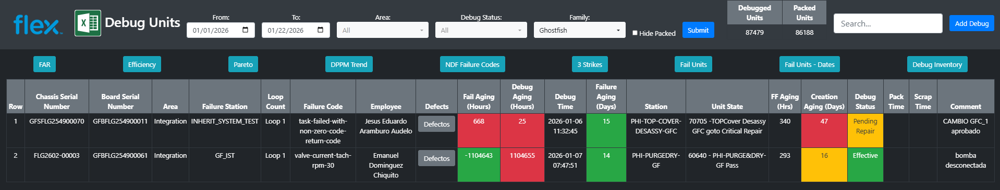 flex
Debug Units
From:
01/01/2026
To:
01/22/2026
Area:
All
Debug Status:
All
Family:
Ghostfish
Hide Packed
Submit
Debugged Units
Packed Units
87479
86188
Search...
Add Debug
FAR
Efficiency
Pareto
DPPM Trend
NDF Failure Codes
3 Strikes
Fail Units
Fail Units - Dates
Debug Inventory
Row
Chassis Serial Number
Board Serial Number
Area
Failure Station
Loop Count
Failure Code
Employee
Defects
Fail Aging (Hours)
Debug Aging (Hours)
Debug Time
Failure Aging (Days)
Station
Unit State
FF Aging (Hrs)
Creation Aging (Days)
Debug Status
Pack Time
Scrap Time
Comment
1
GFSFLG254900070
GFBFLG254900011
Integration
INHERIT_SYSTEM_TEST
Loop 1
task-failed-with-non-zero-code-return-code
Jesus Eduardo Aramburo Audelo
Defectos
668
25
2026-01-06 11:32:45
15
PHI-TOP-COVER-DESASSY-GFC
70705 -TOPCover Desassy GFC goto Critical Repair
340
47
Pending Repair
CAMBIO GFC_1 aprobado
2
FLG2602-00003
GFBFLG254900061
Integration
GF_IST
Loop 1
valve-current-tach-rpm-30
Emanuel Dominguez Chiquito
Defectos
-1104643
1104655
2026-01-07 07:47:51
14
PHI-PURGEDRY-GF
60640 - PHI-PURGE&DRY-GF Pass
293
16
Effective
bomba desconectada